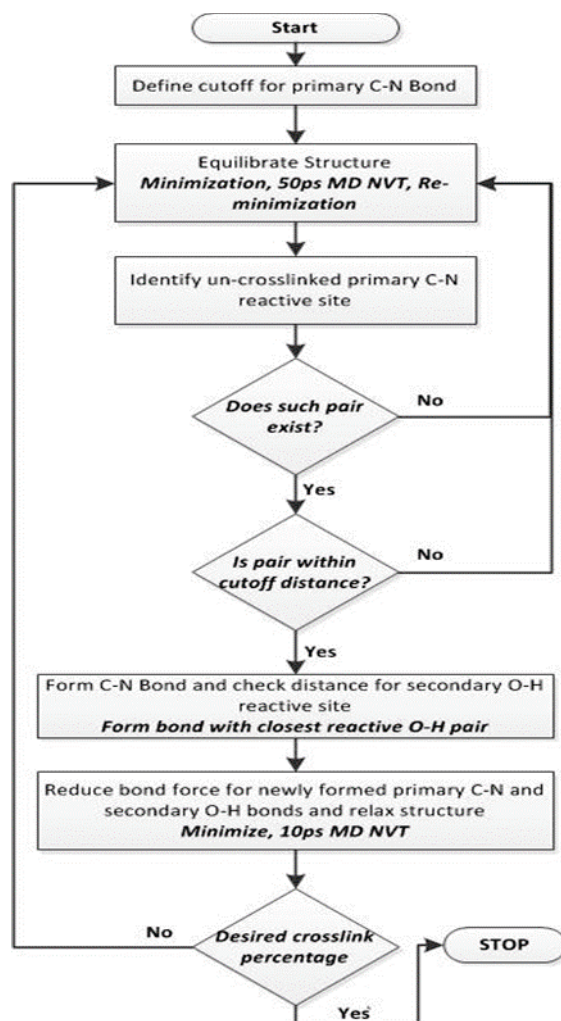 Start
Define cutoff for primary C-N Bond
Equilibrate Structure
Minimization, 50ps MD NVT, Re-
minimization
Identify un-crosslinked primary C-N
reactive site
Does such pair
exist?
No
Yes
Is pair within
cutoff distance?
No
Yes
Form C-N Bond and check distance for secondary O-H
reactive site
Form bond with closest reactive O-H pair
Reduce bond force for newly formed primary C-N and
secondary O-H bonds and relax structure
Minimize, 10ps MD NVT
No
Desired crosslink
percentage
STOP
Yes